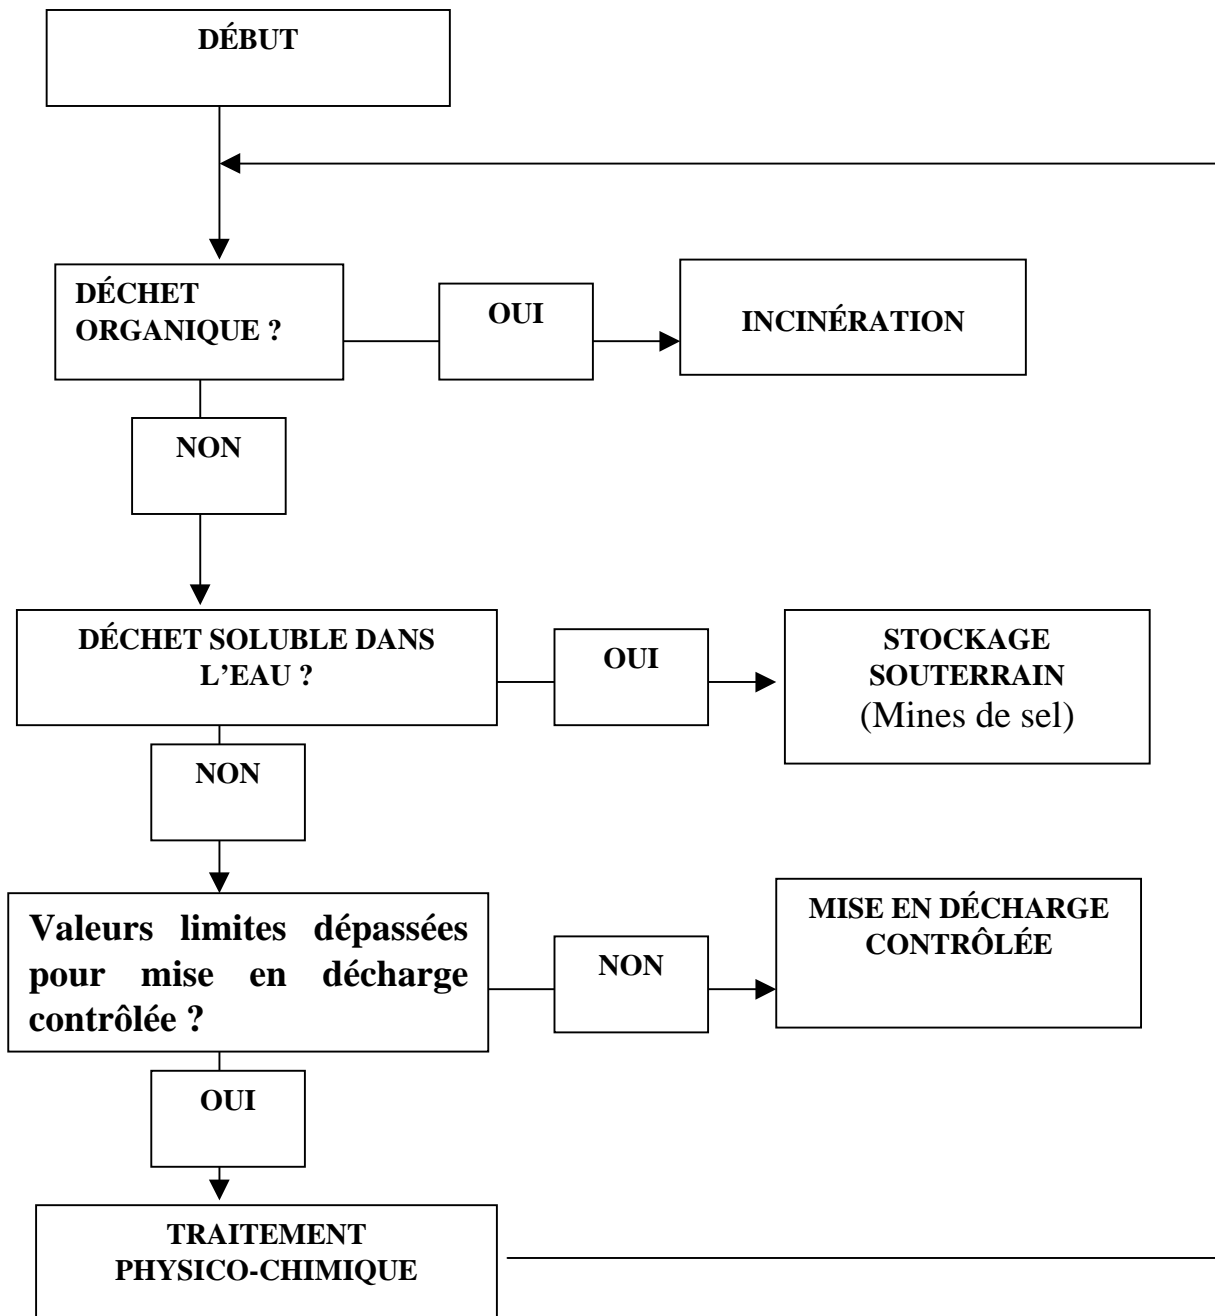 DÉBUT
DÉCHET
ORGANIQUE ?
OUI
INCINÉRATION
NON
DÉCHET SOLUBLE DANS
L’EAU ?
OUI
STOCKAGE
SOUTERRAIN
(Mines de sel)
NON
Valeurs limites dépassées
pour mise en décharge
contrôlée ?
NON
MISE EN DÉCHARGE
CONTRÔLÉE
OUI
TRAITEMENT
PHYSICO-CHIMIQUE